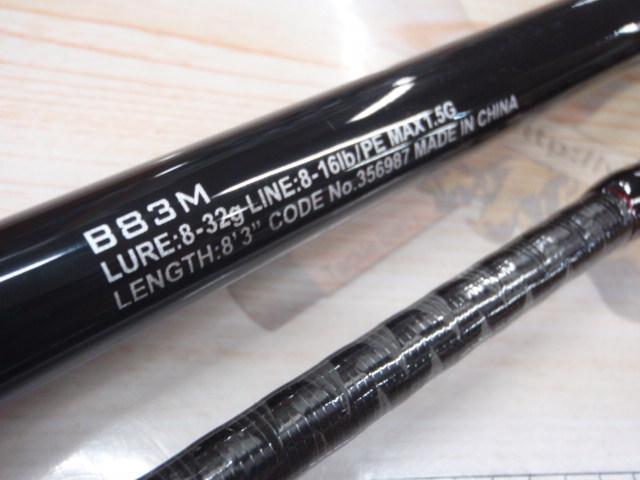 B83M
LURE:8-32g LINE:8-16lb/PE MAX1.5G
LENGTH:8'3" CODE No.356987 MADE IN CHINA
http://